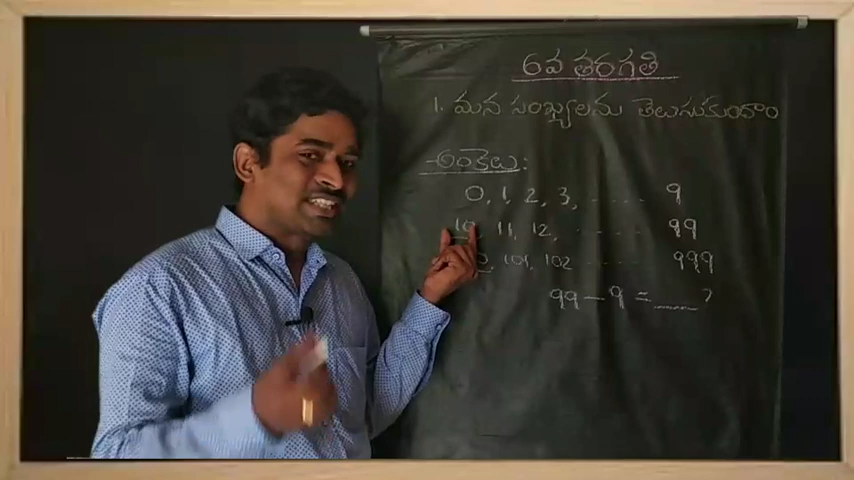 6వ తరగతి
1. మన సంఖ్యలను తెలుసుకుందాం
అంకెలు:
0, 1, 2, 3, ...... 9
10, 11, 12, ....... 99
101, 102 ....... 999
99 - 9 = ____?